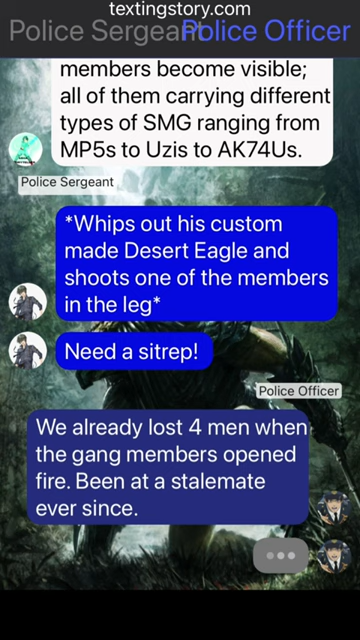 textingstory.com
Police Sergeant
Police Officer
members become visible;
all of them carrying different
types of SMG ranging from
MP5s to Uzis to AK74Us.
Police Sergeant
*Whips out his custom
made Desert Eagle and
shoots one of the members
in the leg*
Need a sitrep!
Police Officer
We already lost 4 men when
the gang members opened
fire. Been at a stalemate
ever since.